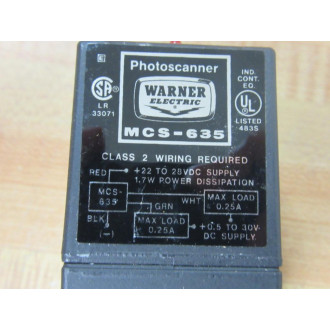 Photoscanner
WARNER
ELECTRIC
MCS-635
SA
LR
33071
IND.
CONT.
EQ.
UL
LISTED
483S
CLASS 2 WIRING REQUIRED
RED
+22 TO 28VDC SUPPLY
1.7W POWER DISSIPATION
MCS-
635
GRN
WHT
MAX LOAD
0.25A
BLK
(-)
MAX LOAD
0.25A
+0.5 TO 30V-
DC SUPPLY